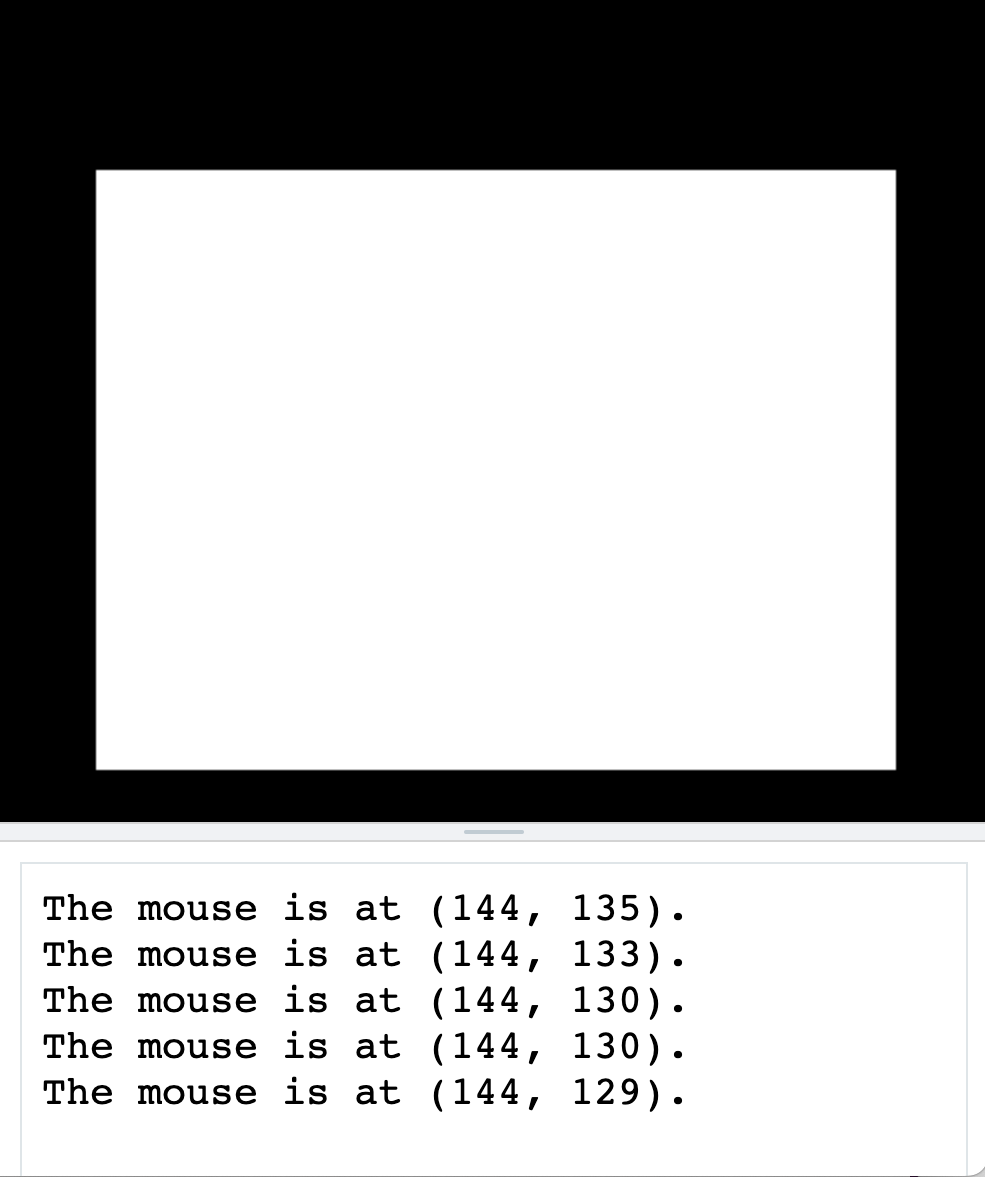 The mouse is at (144, 135).
The mouse is at (144, 133).
The mouse is at (144, 130).
The mouse is at (144, 130).
The mouse is at (144, 129).